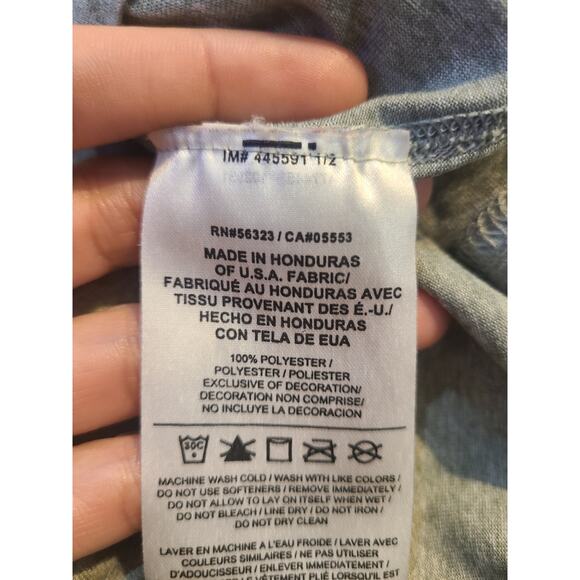 IM# 445591 1/2
RN#56323 / CA#05553
MADE IN HONDURAS
OF U.S.A. FABRIC/
FABRIQUÉ AU HONDURAS AVEC
TISSU PROVENANT DES É.-U./
HECHO EN HONDURAS
CON TELA DE EUA
100% POLYESTER /
POLYESTER / POLIESTER
EXCLUSIVE OF DECORATION/
DECORATION NON COMPRISE/
NO INCLUYE LA DECORACION
30C
MACHINE WASH COLD / WASH WITH LIKE COLORS /
DO NOT USE SOFTENERS / REMOVE IMMEDIATELY /
DO NOT ALLOW TO LAY ON ITSELF WHEN WET /
DO NOT BLEACH / LINE DRY / DO NOT IRON /
DO NOT DRY CLEAN
LAVER EN MACHINE A L'EAU FROIDE / LAVER AVEC
COULEURS SIMILAIRES / NE PAS UTILISER
D'ADOUCISSEUR / ENLEVER IMMEDIATEMENT /